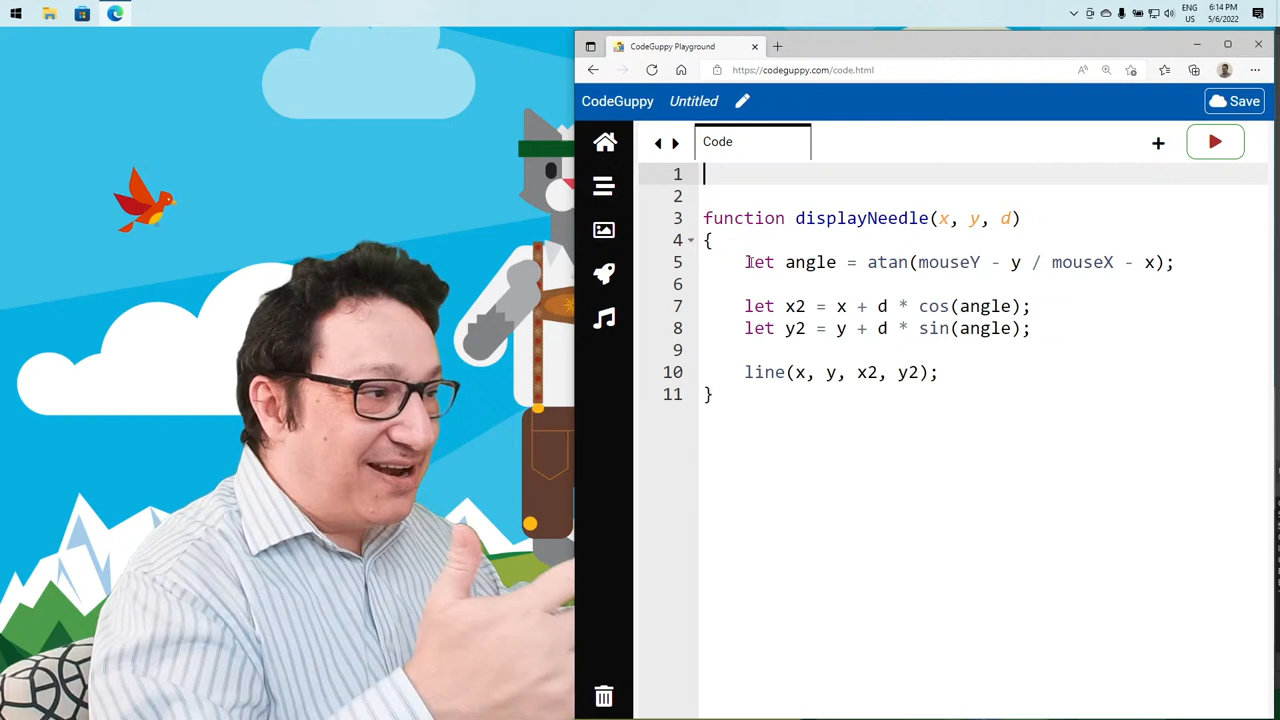 ENG
US
6:14 PM
5/6/2022
CodeGuppy Playground
https://codeguppy.com/code.html
CodeGuppy Untitled Save
Code
1
2
3 function displayNeedle(x, y, d)
4 {
5 let angle = atan(mouseY - y / mouseX - x);
6
7 let x2 = x + d * cos(angle);
8 let y2 = y + d * sin(angle);
9
10 line(x, y, x2, y2);
11 }